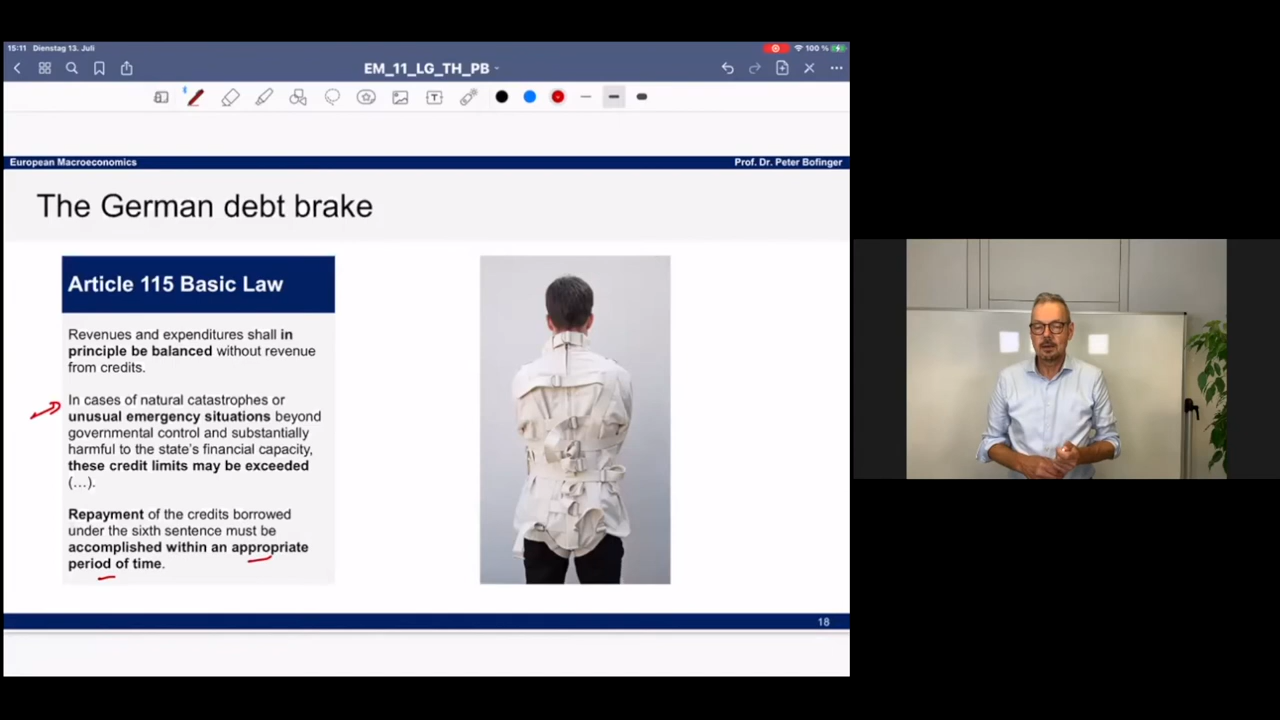 15:11 Dienstag 13. Juli
100 %
EM_11_LG_TH_PB
T
European Macroeconomics
Prof. Dr. Peter Bofinger
The German debt brake
Article 115 Basic Law
Revenues and expenditures shall in
principle be balanced without revenue
from credits.
In cases of natural catastrophes or
unusual emergency situations beyond
governmental control and substantially
harmful to the state's financial capacity,
these credit limits may be exceeded
(…).
Repayment of the credits borrowed
under the sixth sentence must be
accomplished within an appropriate
period of time.
18